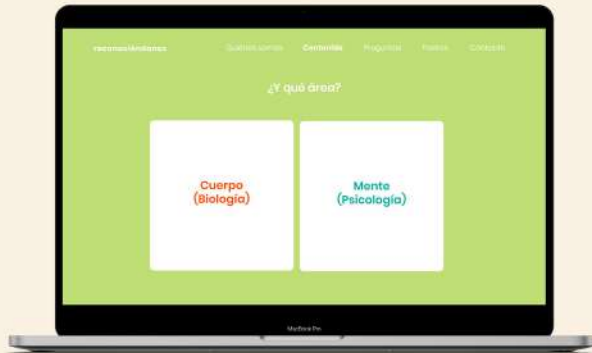 reconociéndonos
Quiénes somos Contenido Preguntas Padres Contacto
¿Y qué área?
Cuerpo
(Biología)
Mente
(Psicología)
MacBook Pro